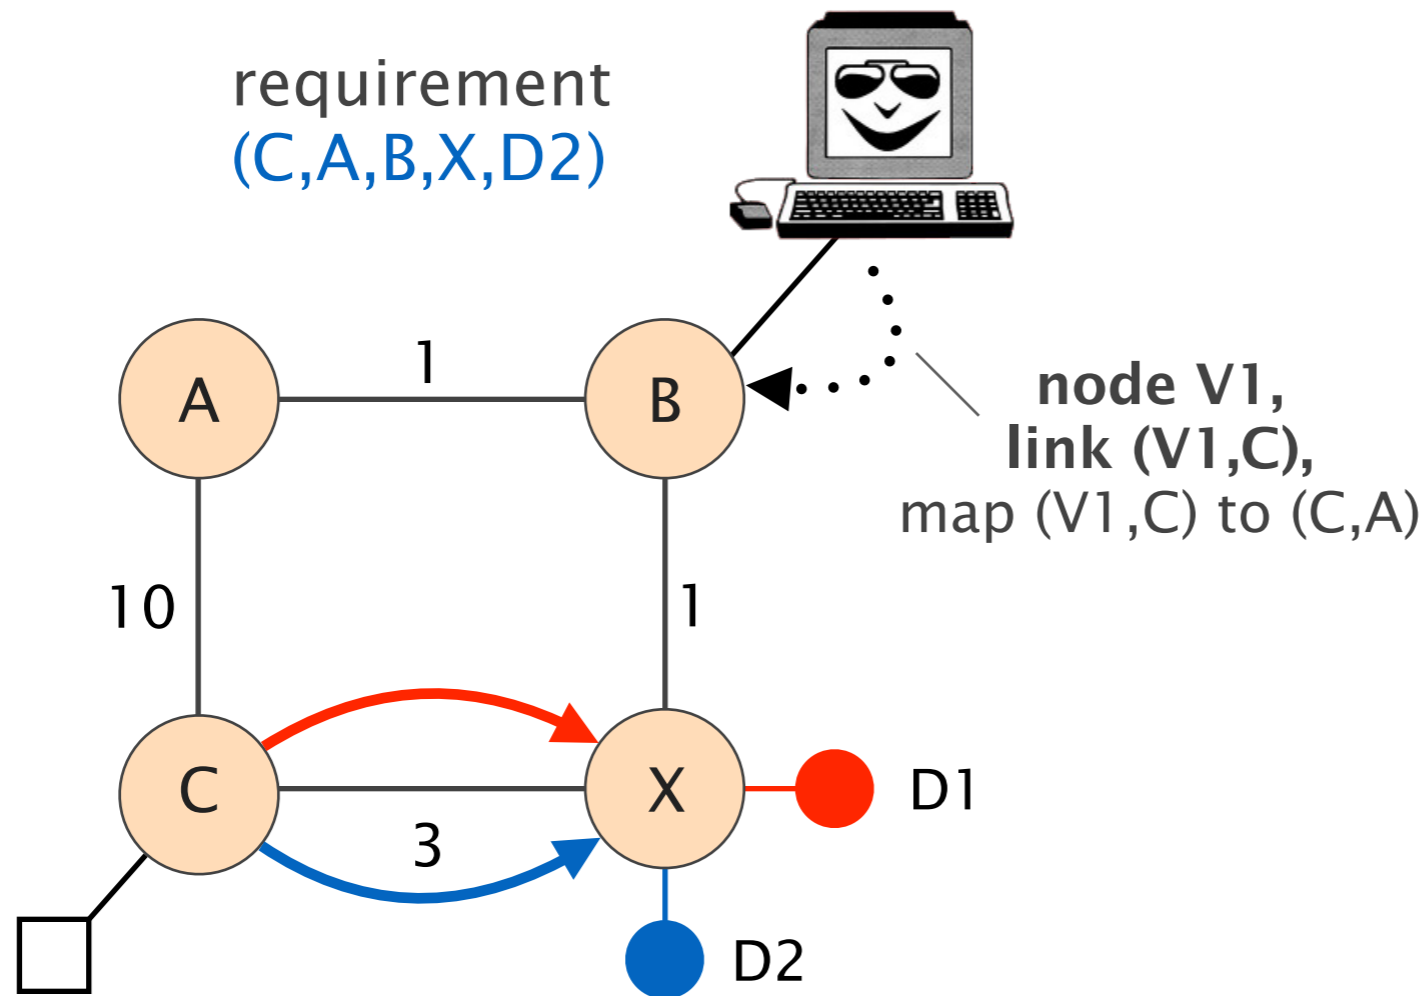 requirement
(C,A,B,X,D2)
A
1
B
node V1,
link (V1,C),
map (V1,C) to (C,A)
10
1
C
3
X
D1
D2